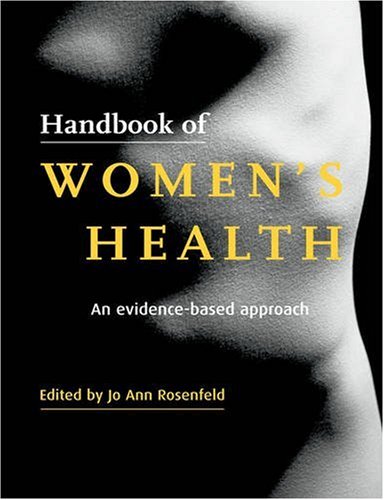 Handbook of
WOMEN'S
HEALTH
An evidence-based approach
Edited by Jo Ann Rosenfeld